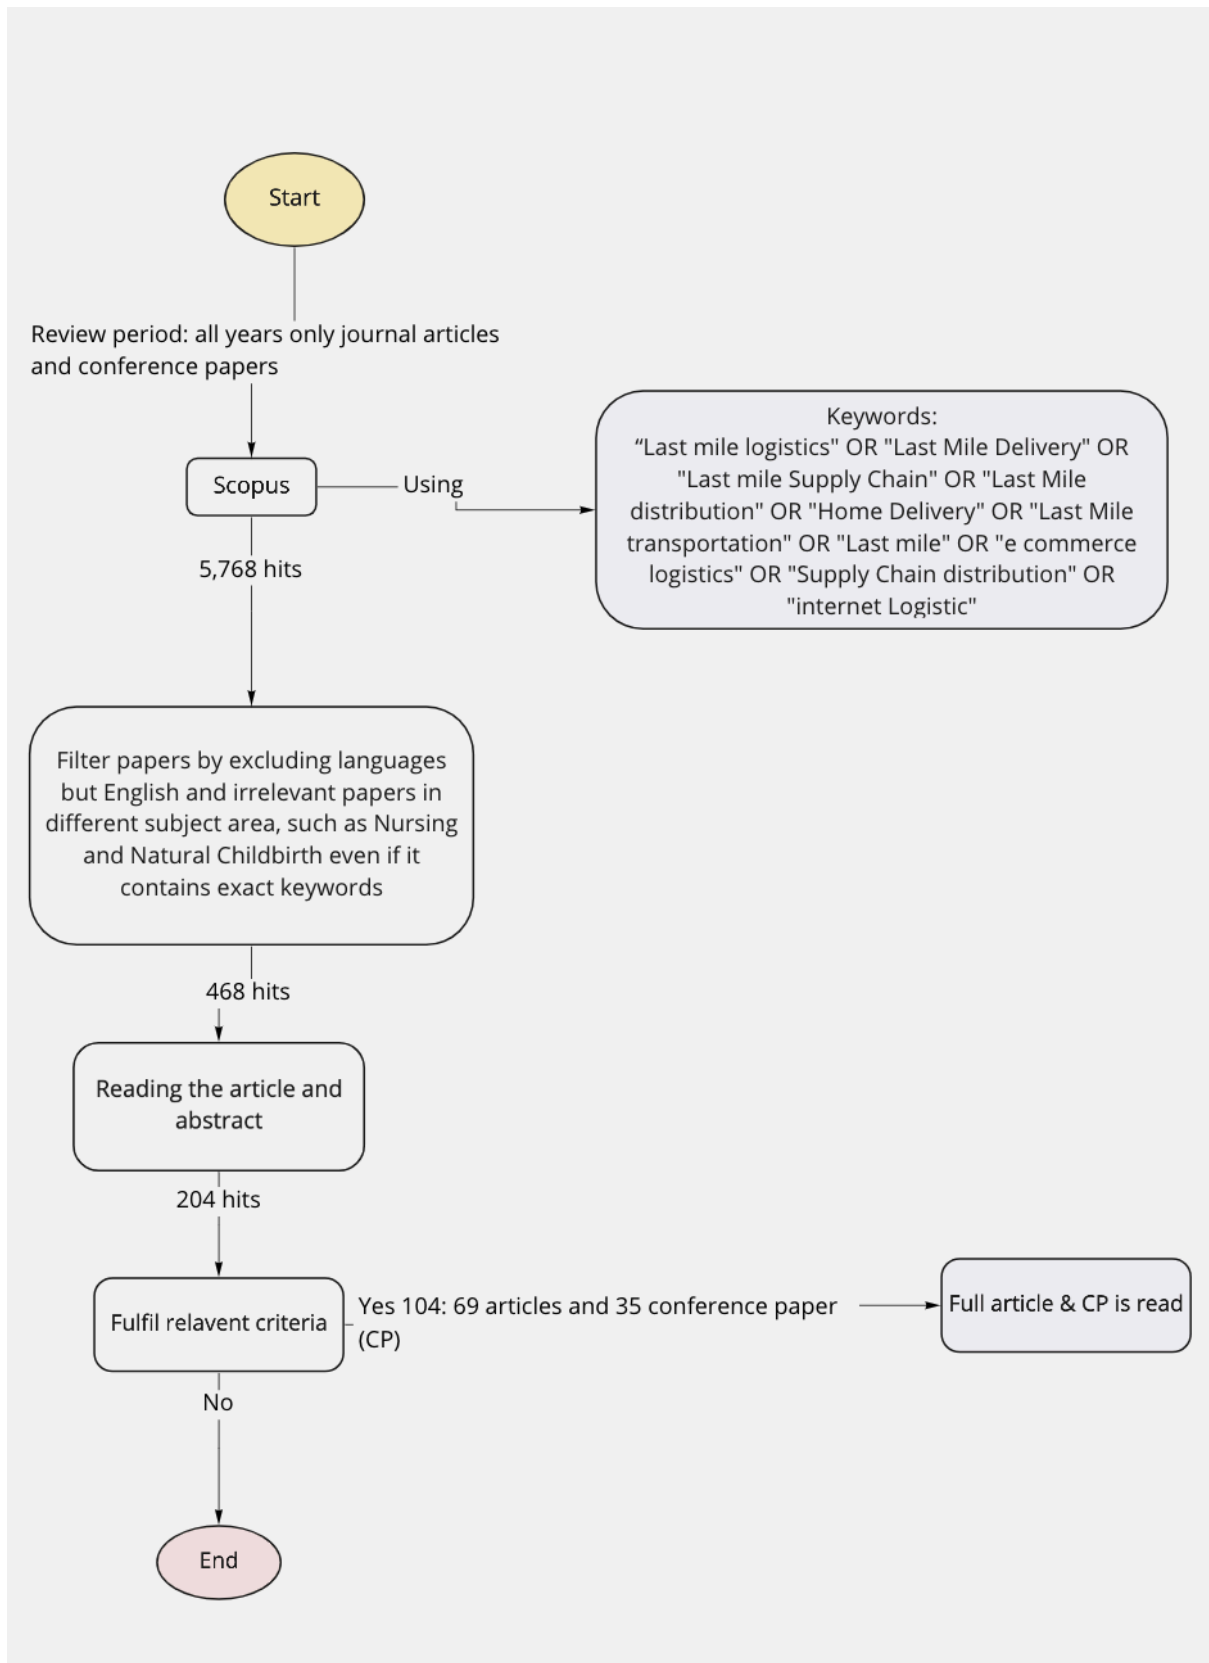 Start
Review period: all years only journal articles
and conference papers
Scopus
Using
Keywords:
“Last mile logistics" OR "Last Mile Delivery" OR
"Last mile Supply Chain" OR "Last Mile
distribution" OR "Home Delivery" OR "Last Mile
transportation" OR "Last mile" OR "e commerce
logistics" OR "Supply Chain distribution" OR
"internet Logistic"
5,768 hits
Filter papers by excluding languages
but English and irrelevant papers in
different subject area, such as Nursing
and Natural Childbirth even if it
contains exact keywords
468 hits
Reading the article and
abstract
204 hits
Fulfil relavent criteria
Yes 104: 69 articles and 35 conference paper
(CP)
Full article & CP is read
No
End